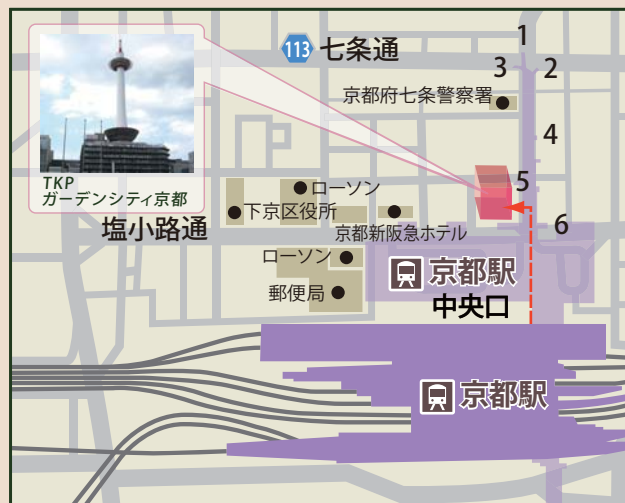 1
113 七条通
3
2
京都府七条警察署
4
TKP
ガーデンシティ京都
5
ローソン
下京区役所
塩小路通
京都新阪急ホテル
6
ローソン
京都駅
郵便局
中央口
京都駅